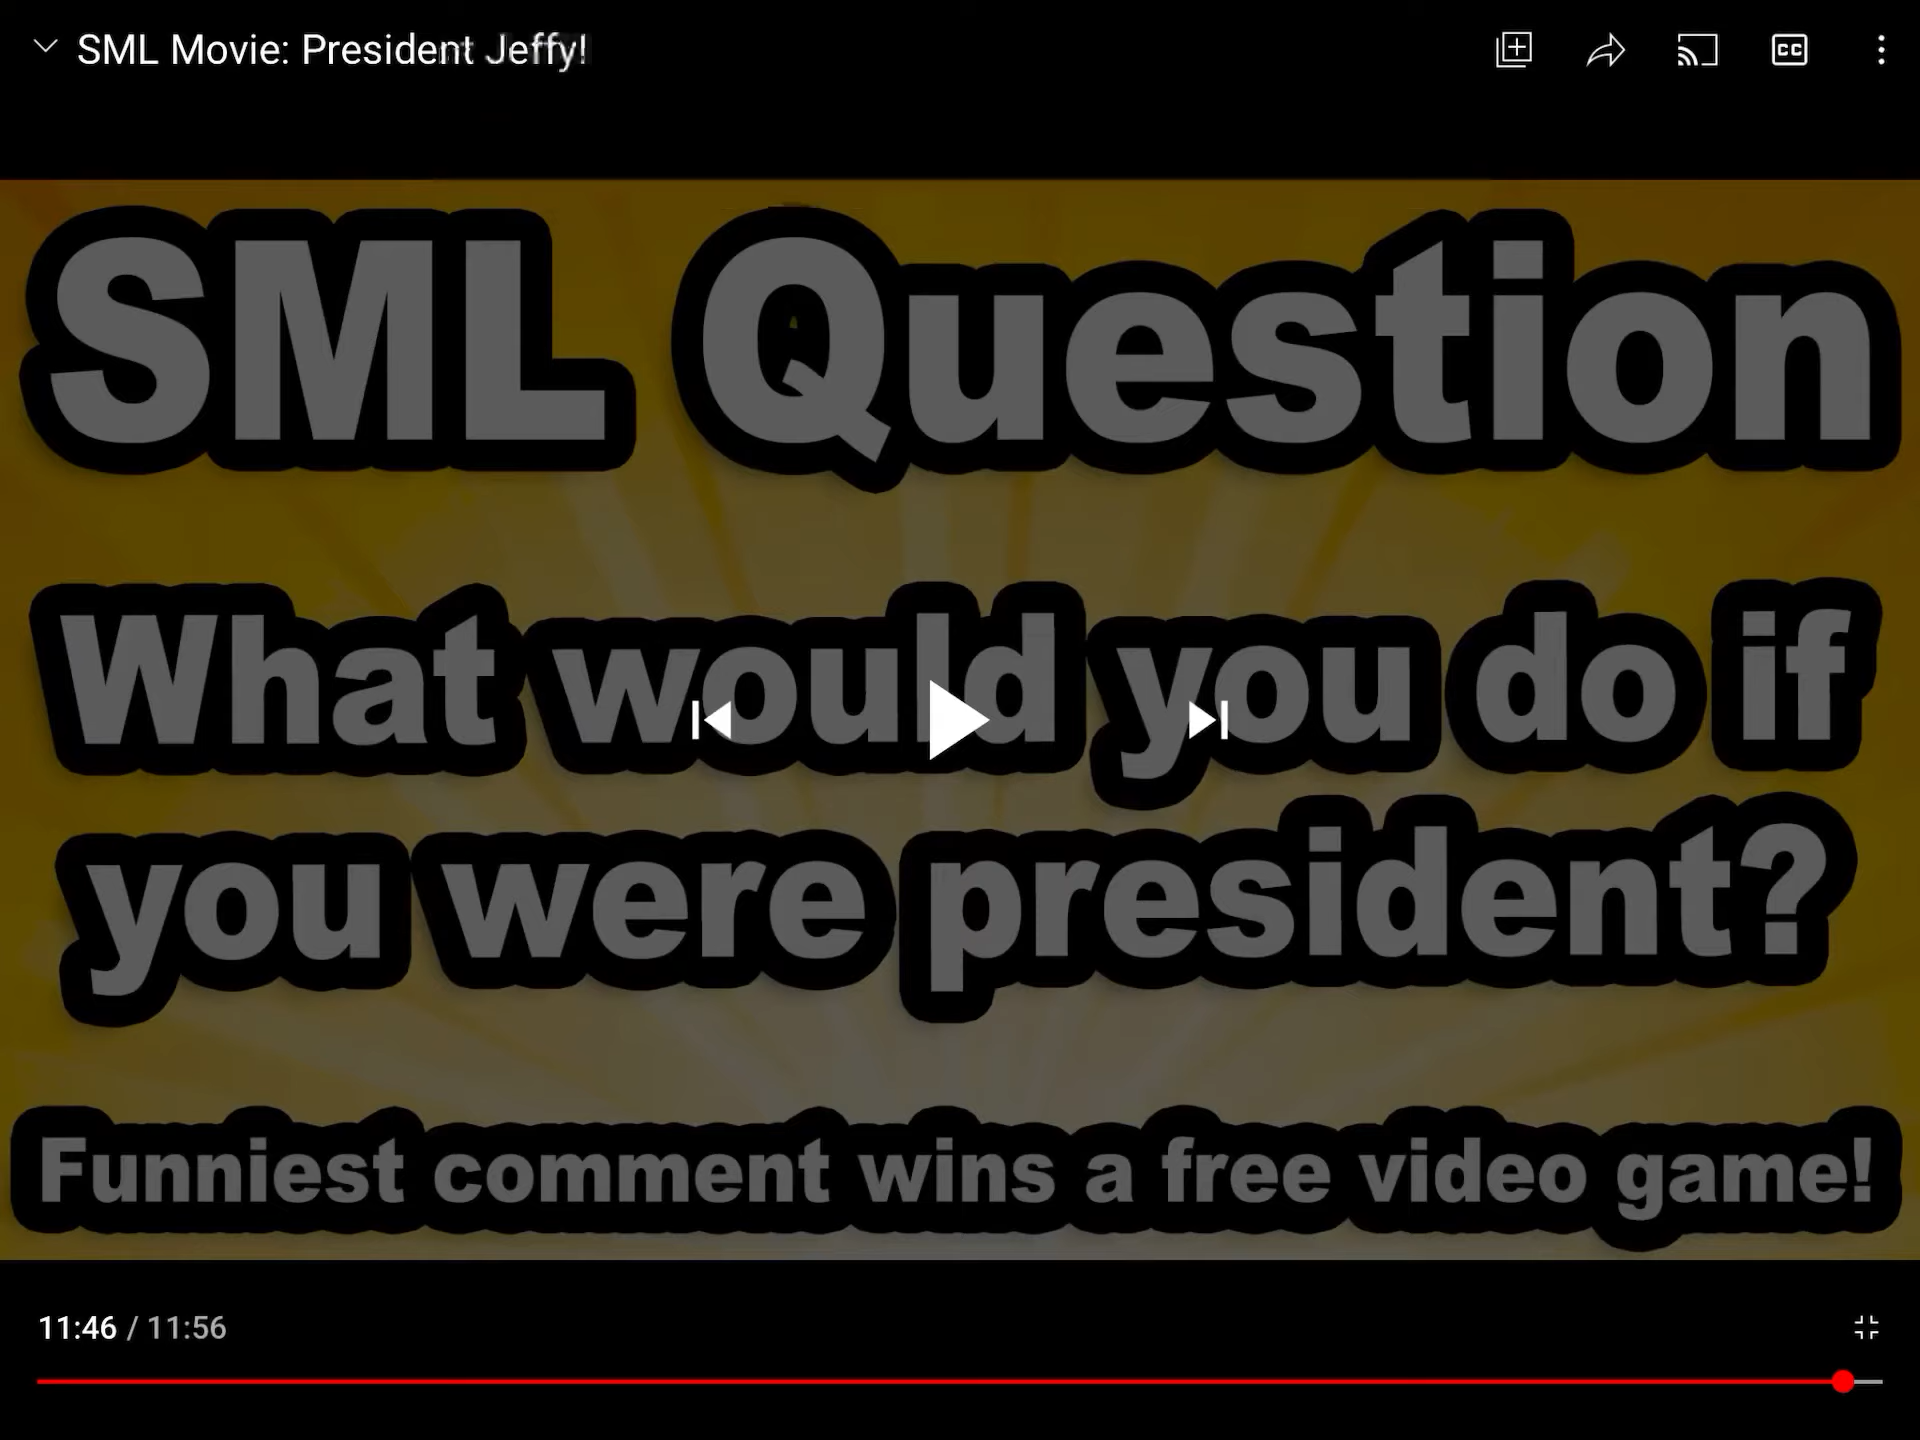 SML Movie: President Jeffy!
CC
SML Question
What would you do if
you were president?
Funniest comment wins a free video game!
11:46 / 11:56